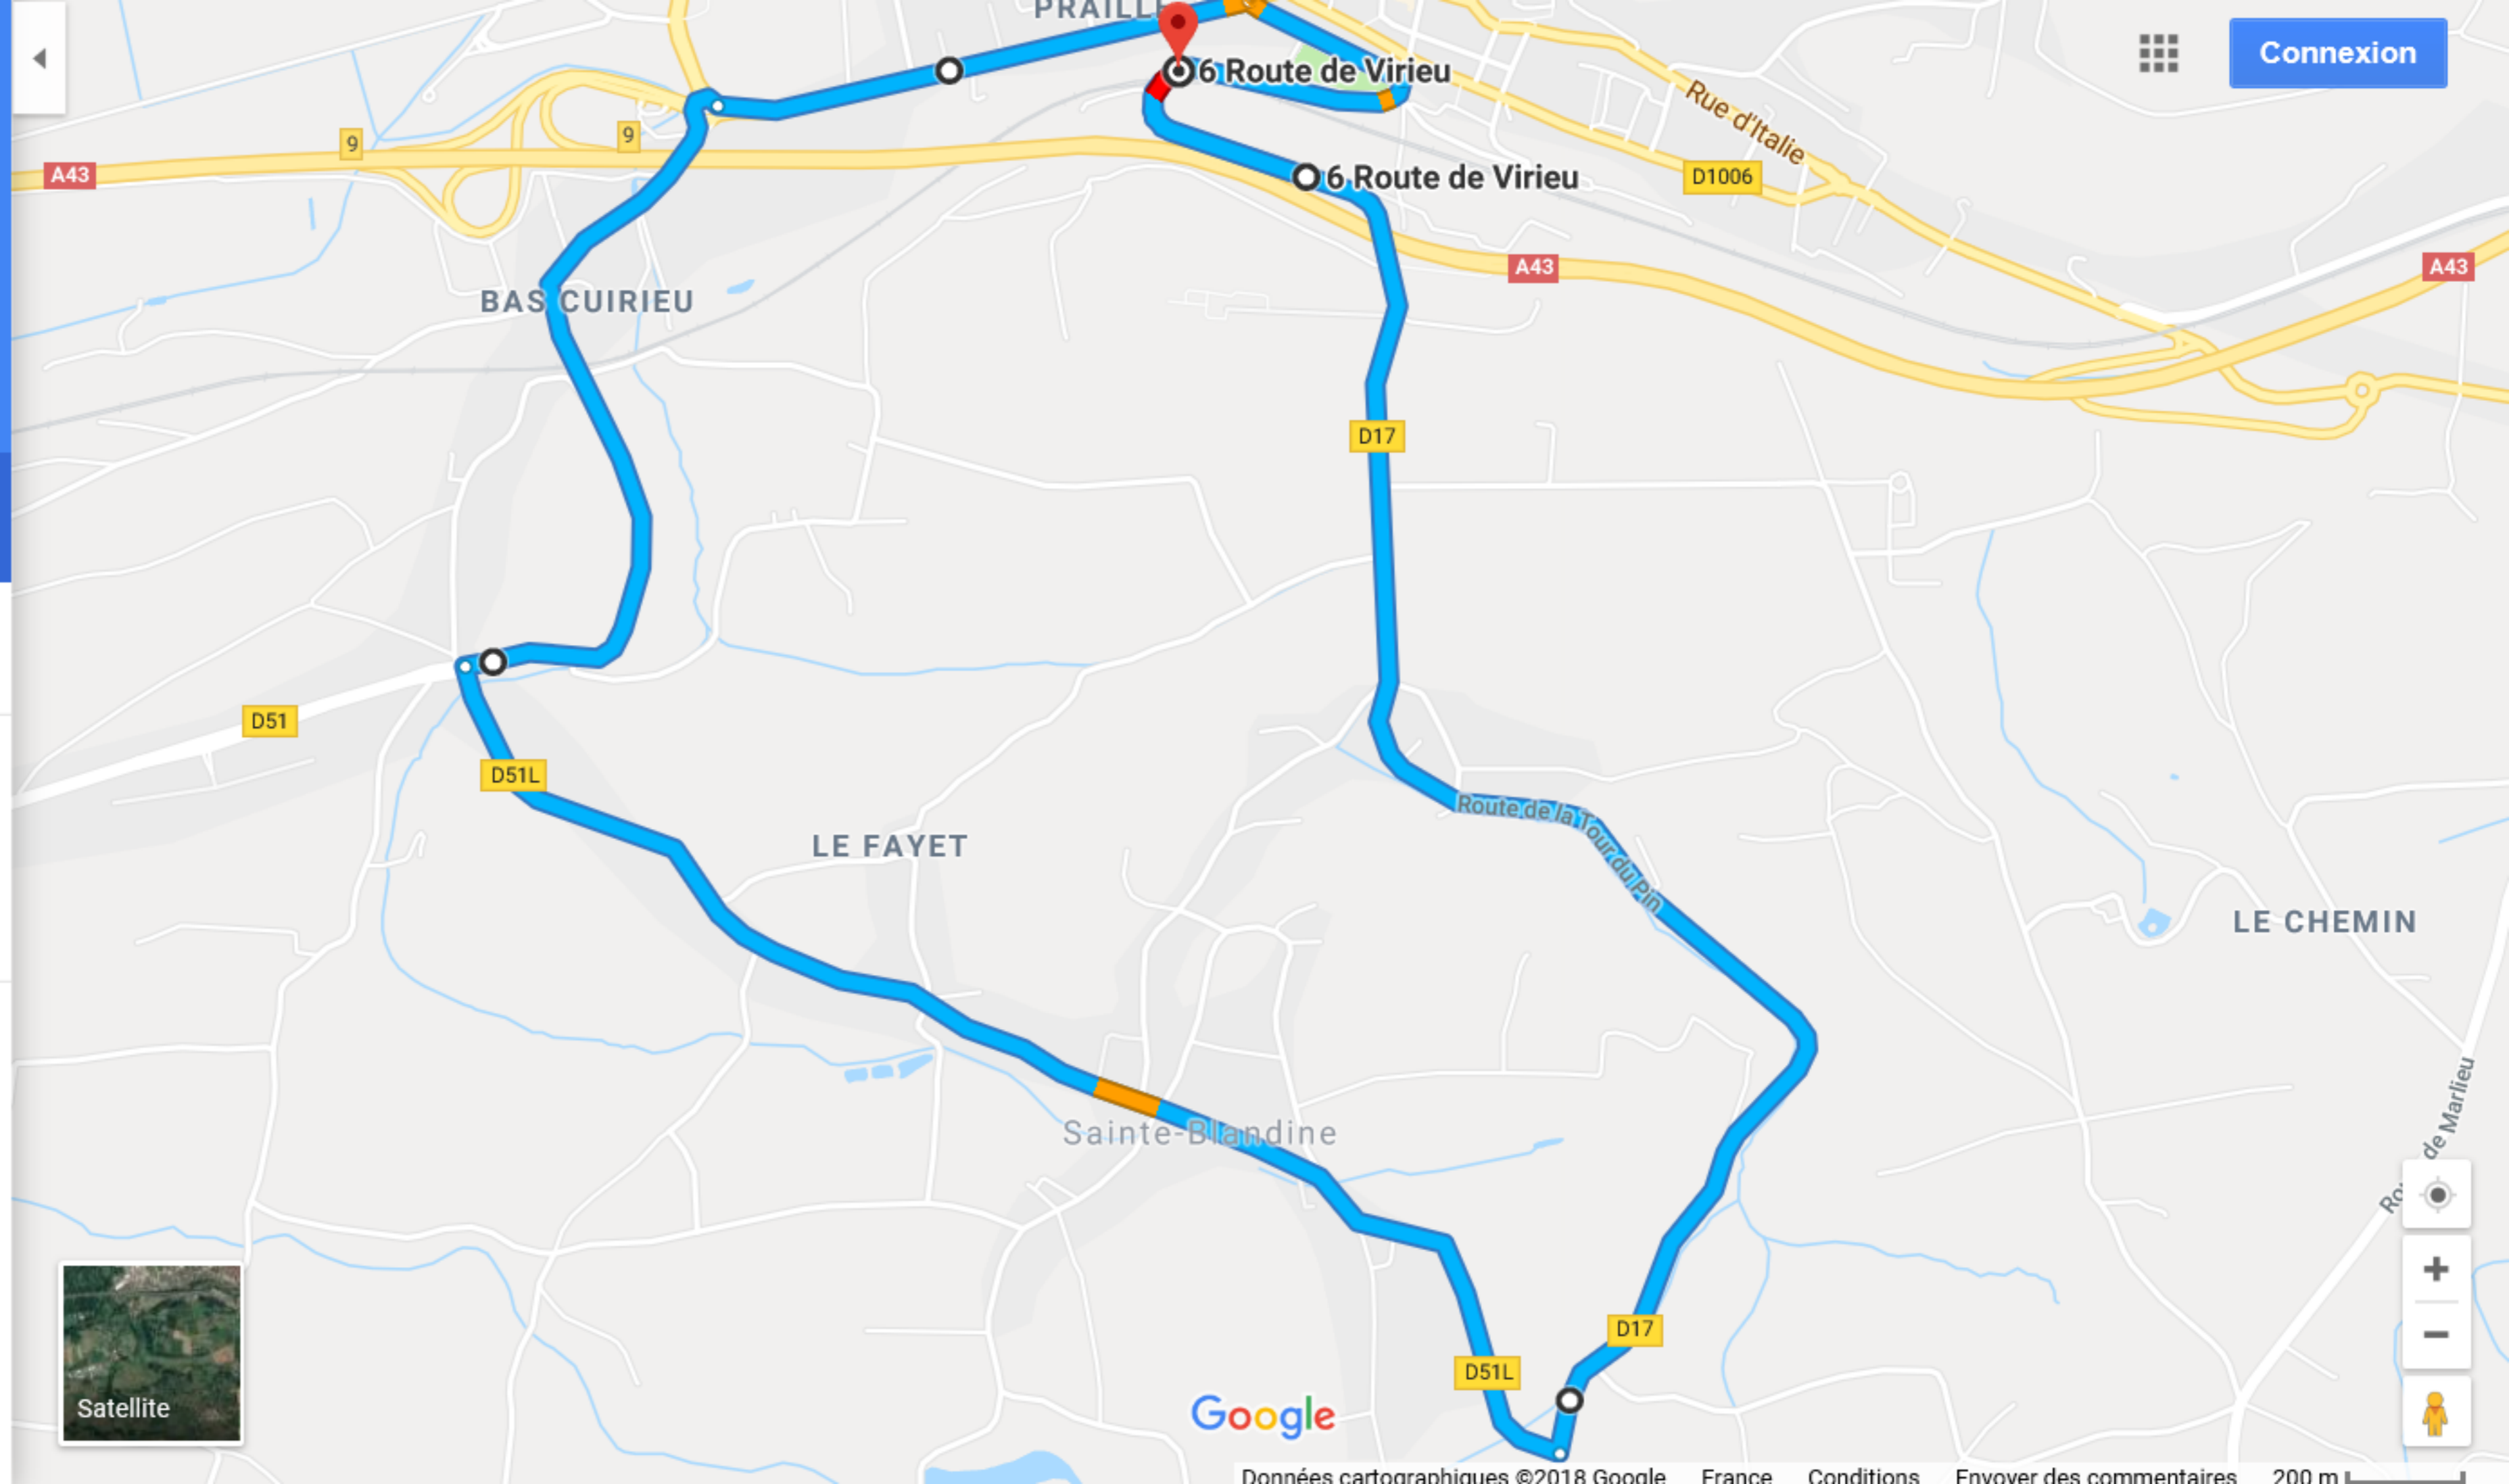 PRAILLE
Connexion
6 Route de Virieu
Rue d'Italie
9
9
A43
6 Route de Virieu
D1006
A43
A43
BAS CUIRIEU
D17
D51
D51L
Route de la Tour du Pin
LE FAYET
LE CHEMIN
Sainte-Blandine
de Marlieu
D17
D51L
Satellite
Google
Données cartographiques ©2018 Google France Conditions Envoyer des commentaires 200 m